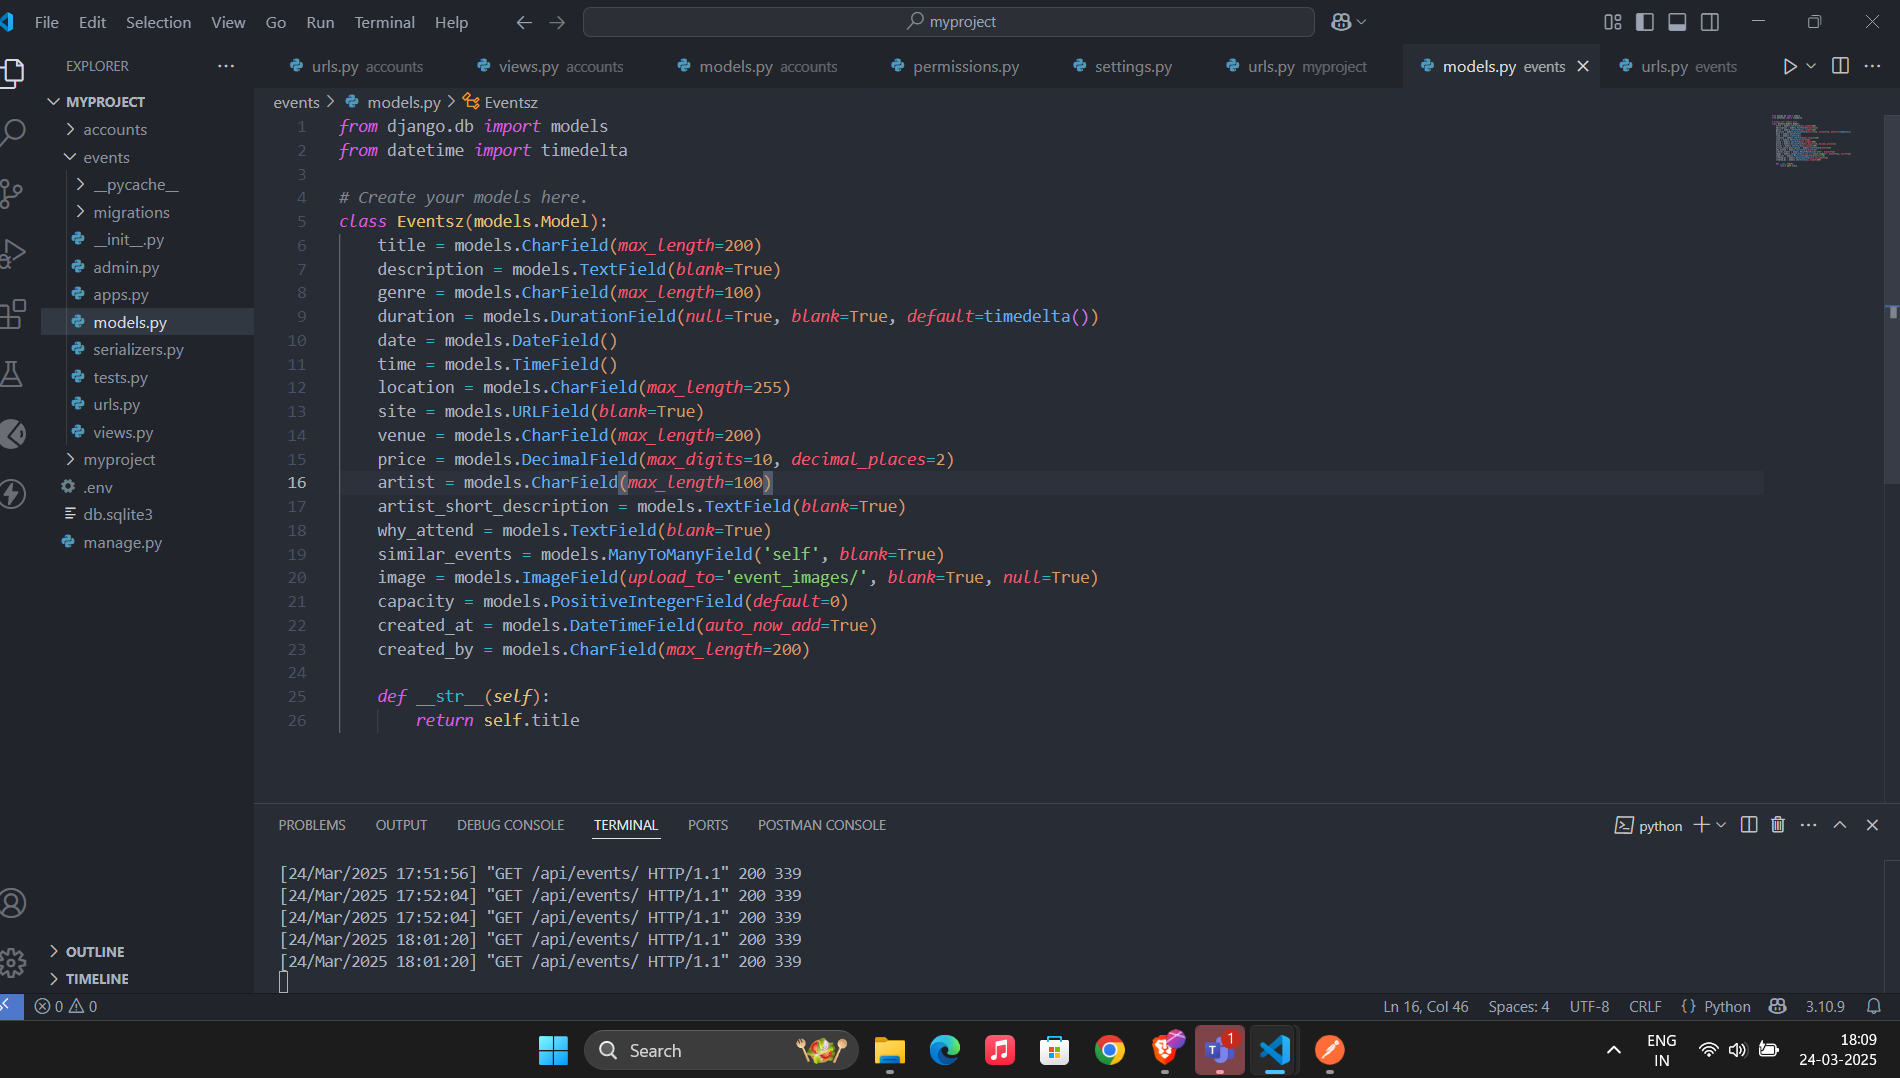 File Edit Selection View Go Run Terminal Help myproject
EXPLORER
urls.py accounts views.py accounts models.py accounts permissions.py settings.py urls.py myproject models.py events urls.py events
MYPROJECT
accounts
events
__pycache__
migrations
__init__.py
admin.py
apps.py
models.py
serializers.py
tests.py
urls.py
views.py
myproject
.env
db.sqlite3
manage.py
OUTLINE
TIMELINE
events > models.py > Eventsz
1 from django.db import models
2 from datetime import timedelta
3
4 # Create your models here.
5 class Eventsz(models.Model):
6 title = models.CharField(max_length=200)
7 description = models.TextField(blank=True)
8 genre = models.CharField(max_length=100)
9 duration = models.DurationField(null=True, blank=True, default=timedelta())
10 date = models.DateField()
11 time = models.TimeField()
12 location = models.CharField(max_length=255)
13 site = models.URLField(blank=True)
14 venue = models.CharField(max_length=200)
15 price = models.DecimalField(max_digits=10, decimal_places=2)
16 artist = models.CharField(max_length=100)
17 artist_short_description = models.TextField(blank=True)
18 why_attend = models.TextField(blank=True)
19 similar_events = models.ManyToManyField('self', blank=True)
20 image = models.ImageField(upload_to='event_images/', blank=True, null=True)
21 capacity = models.PositiveIntegerField(default=0)
22 created_at = models.DateTimeField(auto_now_add=True)
23 created_by = models.CharField(max_length=200)
24
25 def __str__(self):
26 return self.title
PROBLEMS OUTPUT DEBUG CONSOLE TERMINAL PORTS POSTMAN CONSOLE python
[24/Mar/2025 17:51:56] "GET /api/events/ HTTP/1.1" 200 339
[24/Mar/2025 17:52:04] "GET /api/events/ HTTP/1.1" 200 339
[24/Mar/2025 17:52:04] "GET /api/events/ HTTP/1.1" 200 339
[24/Mar/2025 18:01:20] "GET /api/events/ HTTP/1.1" 200 339
[24/Mar/2025 18:01:20] "GET /api/events/ HTTP/1.1" 200 339
0 0 Ln 16, Col 46 Spaces: 4 UTF-8 CRLF {} Python 3.10.9
Search 1 ENG IN 18:09 24-03-2025